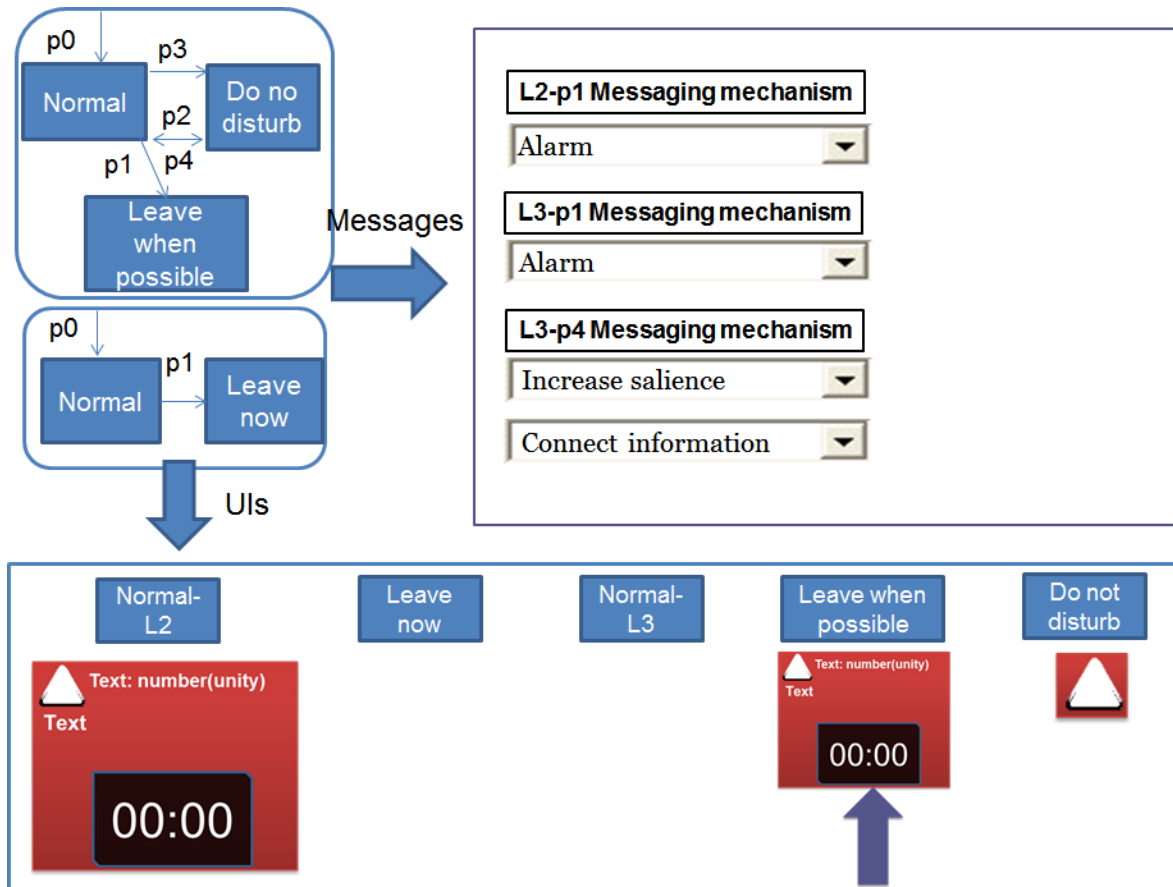 p0
p3
Normal
Do no
disturb
p2
p1
p4
Leave
when
possible
Messages
p0
p1
Normal
Leave
now
UIs
L2-p1 Messaging mechanism
Alarm
L3-p1 Messaging mechanism
Alarm
L3-p4 Messaging mechanism
Increase salience
Connect information
Normal-
L2
Leave
now
Normal-
L3
Leave when
possible
Do not
disturb
Text: number(unity)
Text
00:00
Text: number(unity)
Text
00:00